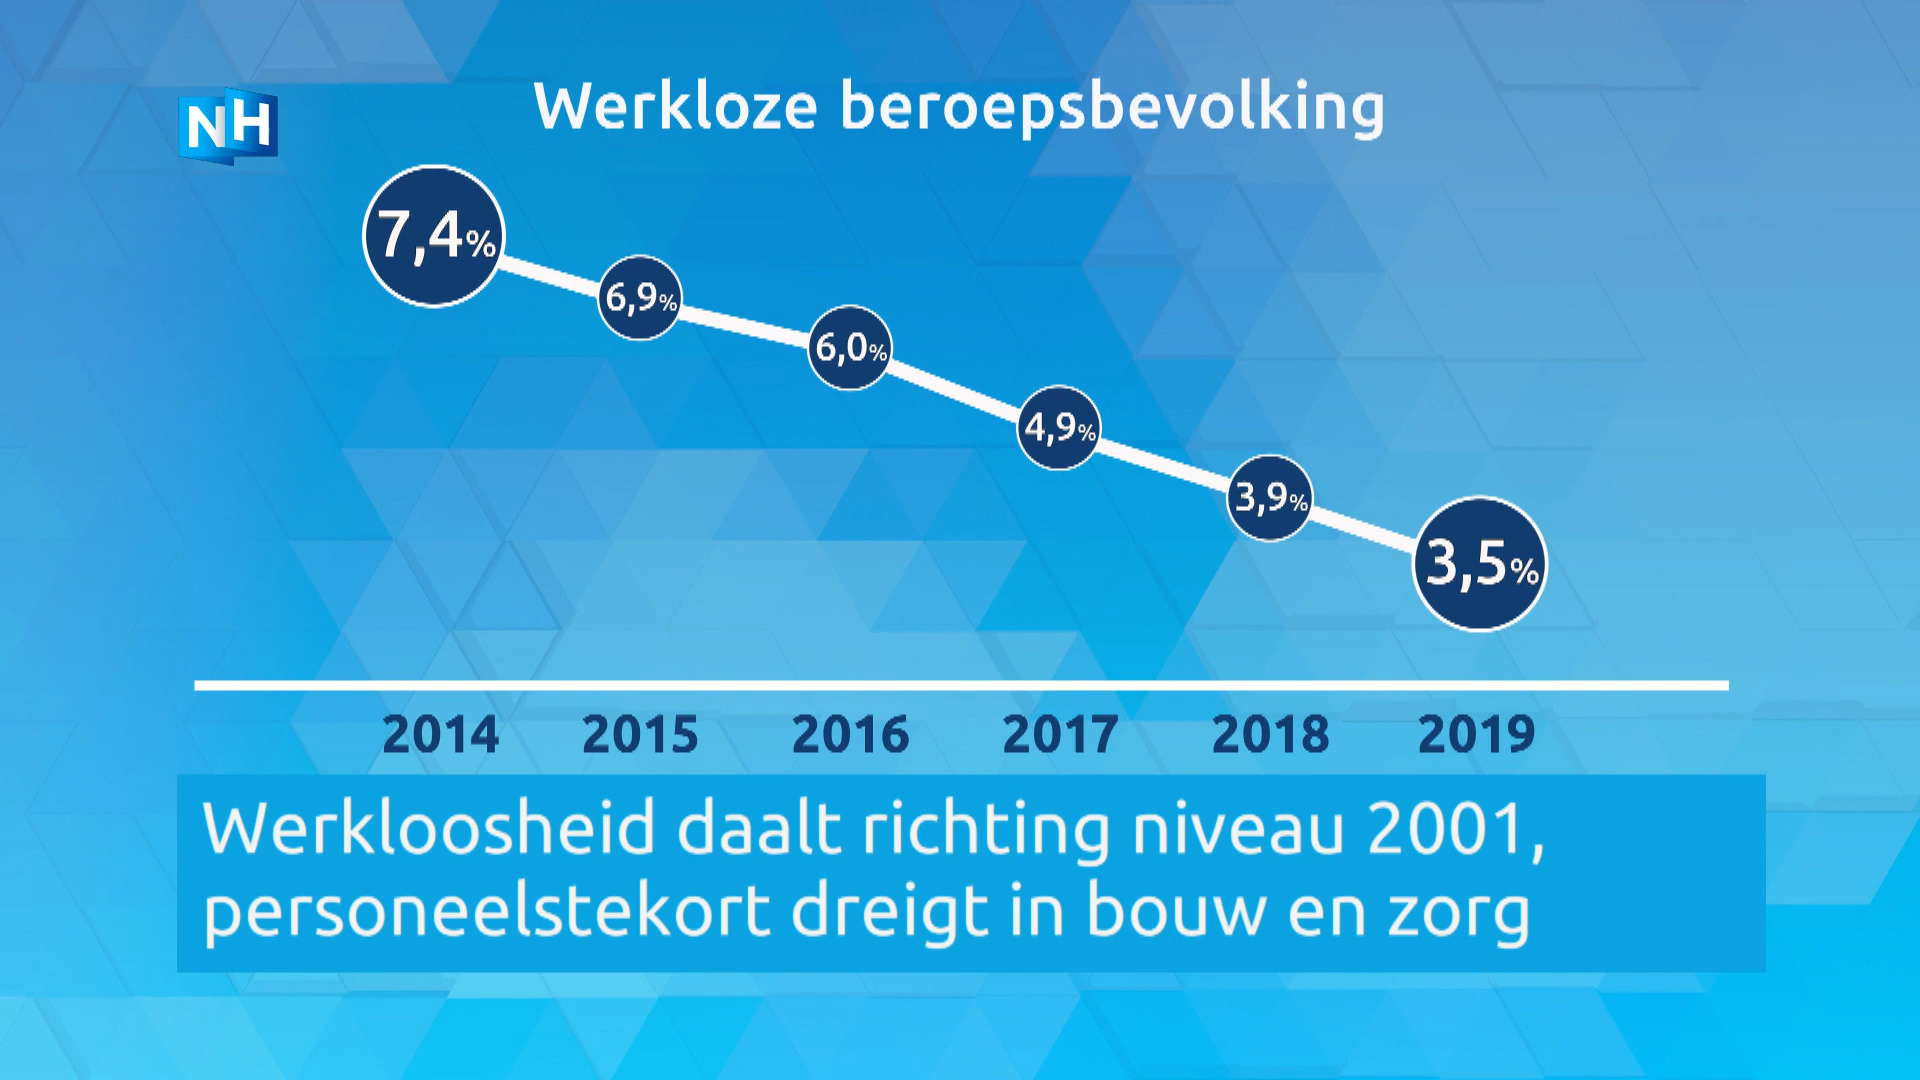 NH
Werkloze beroepsbevolking
7,4%
6,9%
6,0%
4,9%
3,9%
3,5%
2014 2015 2016 2017 2018 2019
Werkloosheid daalt richting niveau 2001,
personeelstekort dreigt in bouw en zorg